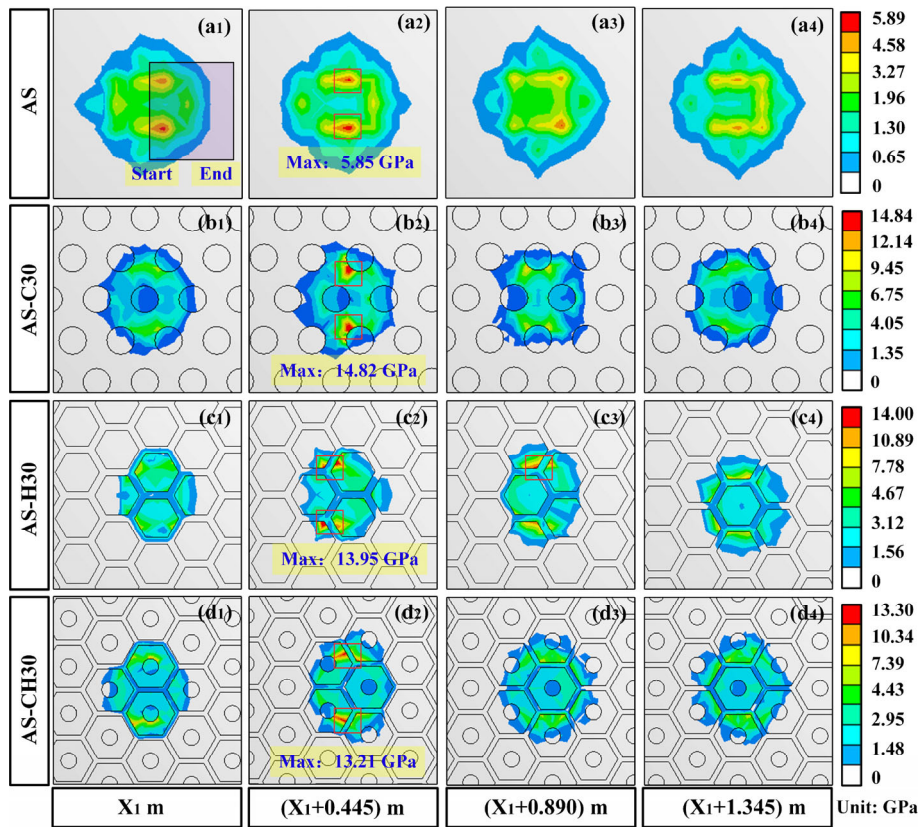 AS
(a1)
Start End
(a2)
Max：5.85 GPa
(a3)
(a4)
5.89
4.58
3.27
1.96
1.30
0.65
0
AS-C30
(b1)
(b2)
Max：14.82 GPa
(b3)
(b4)
14.84
12.14
9.45
6.75
4.05
1.35
0
AS-H30
(c1)
(c2)
Max：13.95 GPa
(c3)
(c4)
14.00
10.89
7.78
4.67
3.12
1.56
0
AS-CH30
(d1)
(d2)
Max：13.21 GPa
(d3)
(d4)
13.30
10.34
7.39
4.43
2.95
1.48
0
X1 m
(X1+0.445) m
(X1+0.890) m
(X1+1.345) m
Unit: GPa